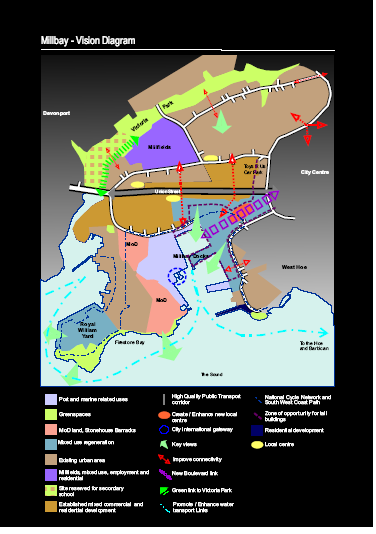 Millbay - Vision Diagram
Devonport
Victoria
Park
Millfields
Toys R Us
Car Park
City Centre
Union Street
MoD
Millbay Docks
MoD
West Hoe
Royal
William
Yard
Firestone Bay
To the Hoe
and Barbican
The Sound
Port and marine related uses
Greenspaces
MoD land, Stonehouse Barracks
Mixed use regeneration
Existing urban area
Millfields, mixed use, employment and
residential
Site reserved for secondary
school
Established mixed commercial and
residential development
High Quality Public Transport
corridor
Create / Enhance new local
centre
City international gateway
Key views
Improve connectivity
New Boulevard link
Green link to Victoria Park
Promote / Enhance water
transport Links
National Cycle Network and
South West Coast Path
Zone of opportunity for tall
buildings
Residential development
Local centre